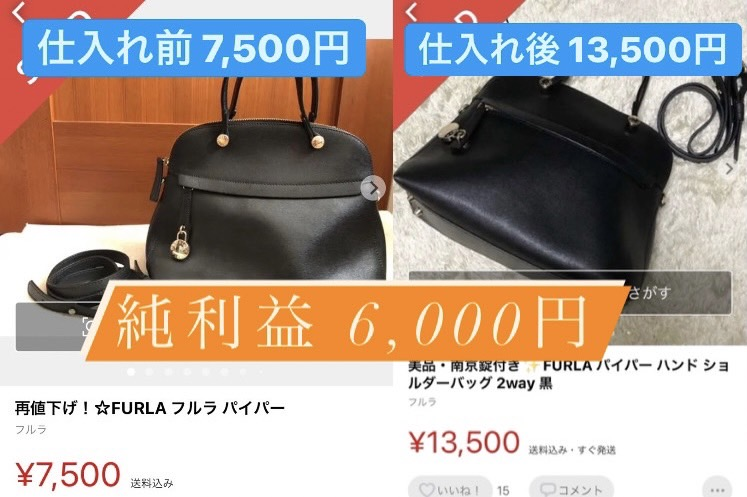 仕入れ前 7,500円
仕入れ後 13,500円
さがす
純利益 6,000円
再値下げ！☆FURLA フルラ パイパー
フルラ
¥7,500 送料込み
美品・南京錠付き✨FURLA パイパー ハンド ショ
ルダーバッグ 2way 黒
フルラ
¥13,500 送料込み・すぐ発送
いいね！ 15 コメント